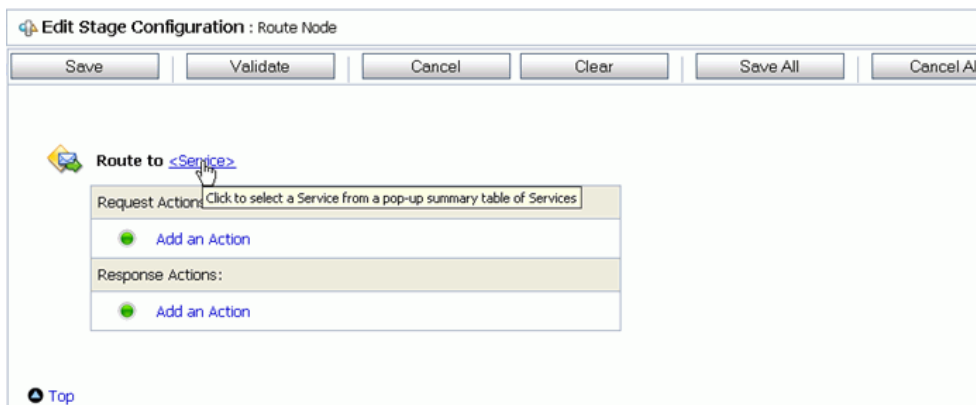 Edit Stage Configuration : Route Node
Save Validate Cancel Clear Save All Cancel Al
Route to <Service>
Click to select a Service from a pop-up summary table of Services
Request Actions
Add an Action
Response Actions:
Add an Action
Top